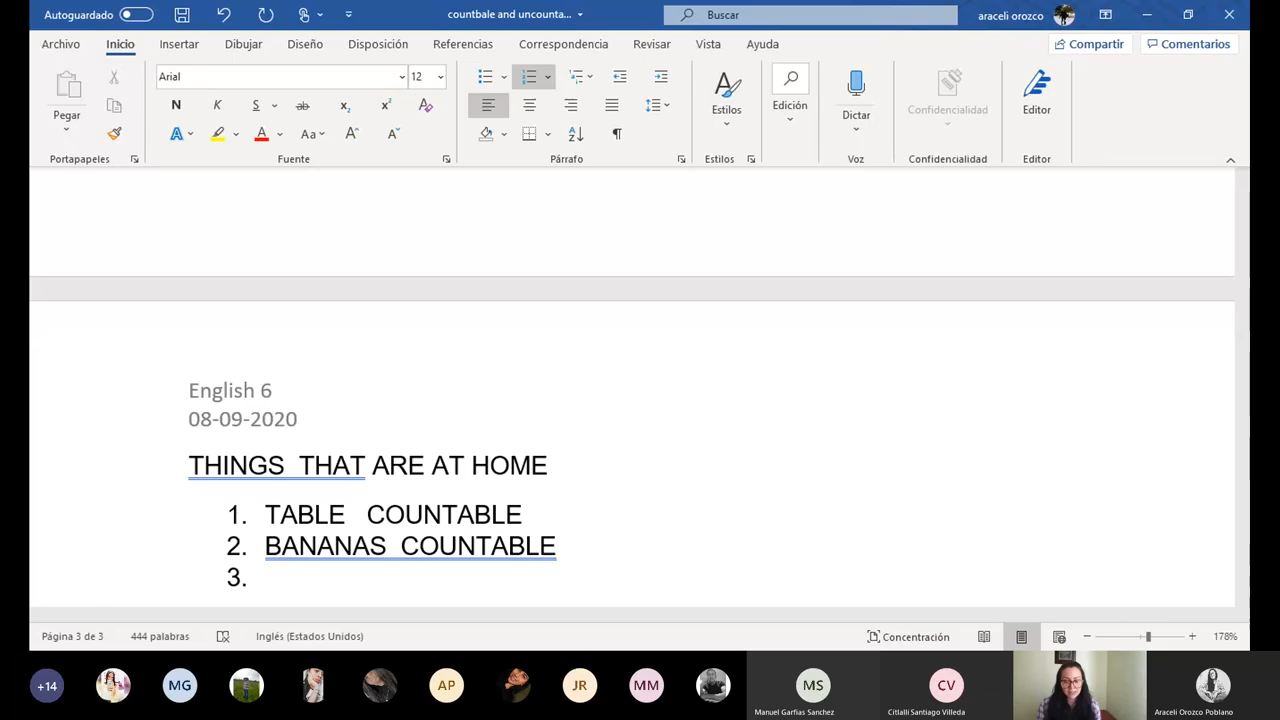 Autoguardado
countbale and uncounta...
Buscar
araceli orozco
Archivo Inicio Insertar Dibujar Diseño Disposición Referencias Correspondencia Revisar Vista Ayuda Compartir Comentarios
Arial 12
Pegar
N K S ab x₂ x²
A A Aa A A
Estilos
Edición
Dictar
Confidencialidad
Editor
Portapapeles Fuente Párrafo Estilos Voz Confidencialidad Editor
English 6
08-09-2020
THINGS THAT ARE AT HOME
1. TABLE COUNTABLE
2. BANANAS COUNTABLE
3.
Página 3 de 3 444 palabras Inglés (Estados Unidos) Concentración 178%
+14 MG AP JR MM MS CV
Manuel Garfias Sanchez Citlalli Santiago Villeda Araceli Orozco Poblano